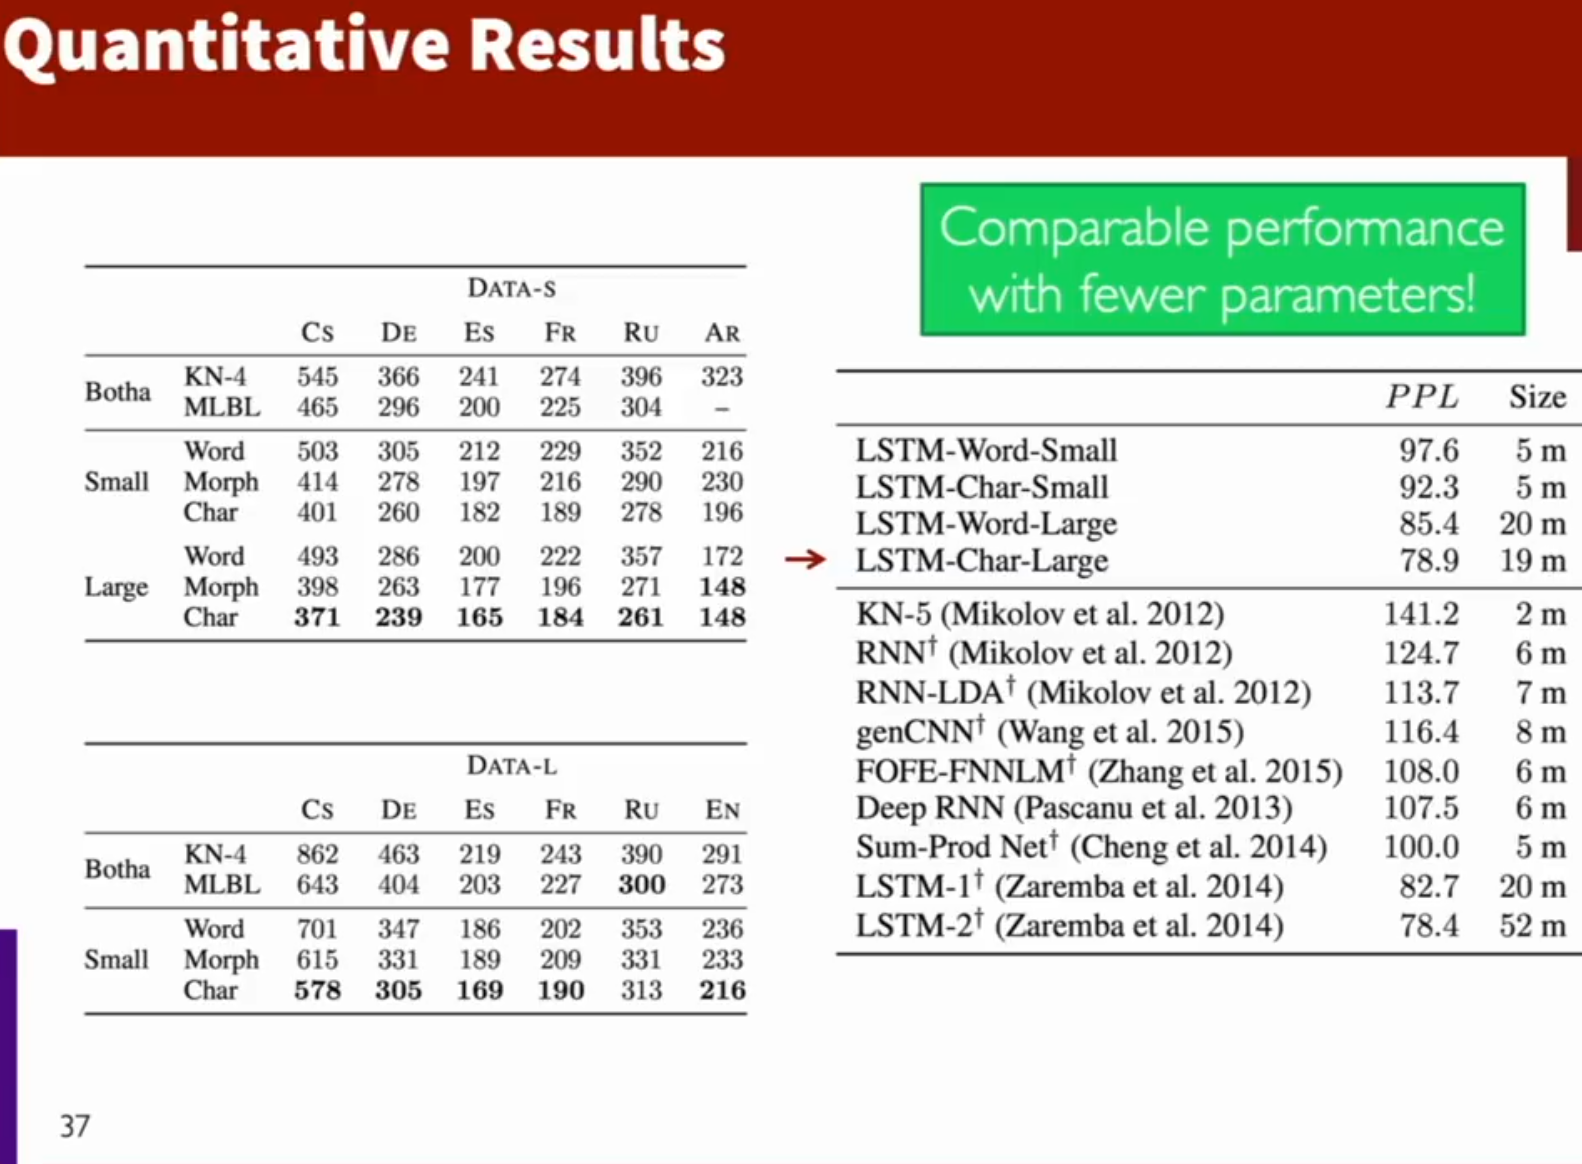 Quantitative Results
DATA-S
CS DE ES FR RU AR
Botha
KN-4 545 366 241 274 396 323
MLBL 465 296 200 225 304 –
Small
Word 503 305 212 229 352 216
Morph 414 278 197 216 290 230
Char 401 260 182 189 278 196
Large
Word 493 286 200 222 357 172
Morph 398 263 177 196 271 148
Char 371 239 165 184 261 148
DATA-L
CS DE ES FR RU EN
Botha
KN-4 862 463 219 243 390 291
MLBL 643 404 203 227 300 273
Small
Word 701 347 186 202 353 236
Morph 615 331 189 209 331 233
Char 578 305 169 190 313 216
Comparable performance
with fewer parameters!
PPL Size
LSTM-Word-Small 97.6 5 m
LSTM-Char-Small 92.3 5 m
LSTM-Word-Large 85.4 20 m
→ LSTM-Char-Large 78.9 19 m
KN-5 (Mikolov et al. 2012) 141.2 2 m
RNN† (Mikolov et al. 2012) 124.7 6 m
RNN-LDA† (Mikolov et al. 2012) 113.7 7 m
genCNN† (Wang et al. 2015) 116.4 8 m
FOFE-FNNLM† (Zhang et al. 2015) 108.0 6 m
Deep RNN (Pascanu et al. 2013) 107.5 6 m
Sum-Prod Net† (Cheng et al. 2014) 100.0 5 m
LSTM-1† (Zaremba et al. 2014) 82.7 20 m
LSTM-2† (Zaremba et al. 2014) 78.4 52 m
37